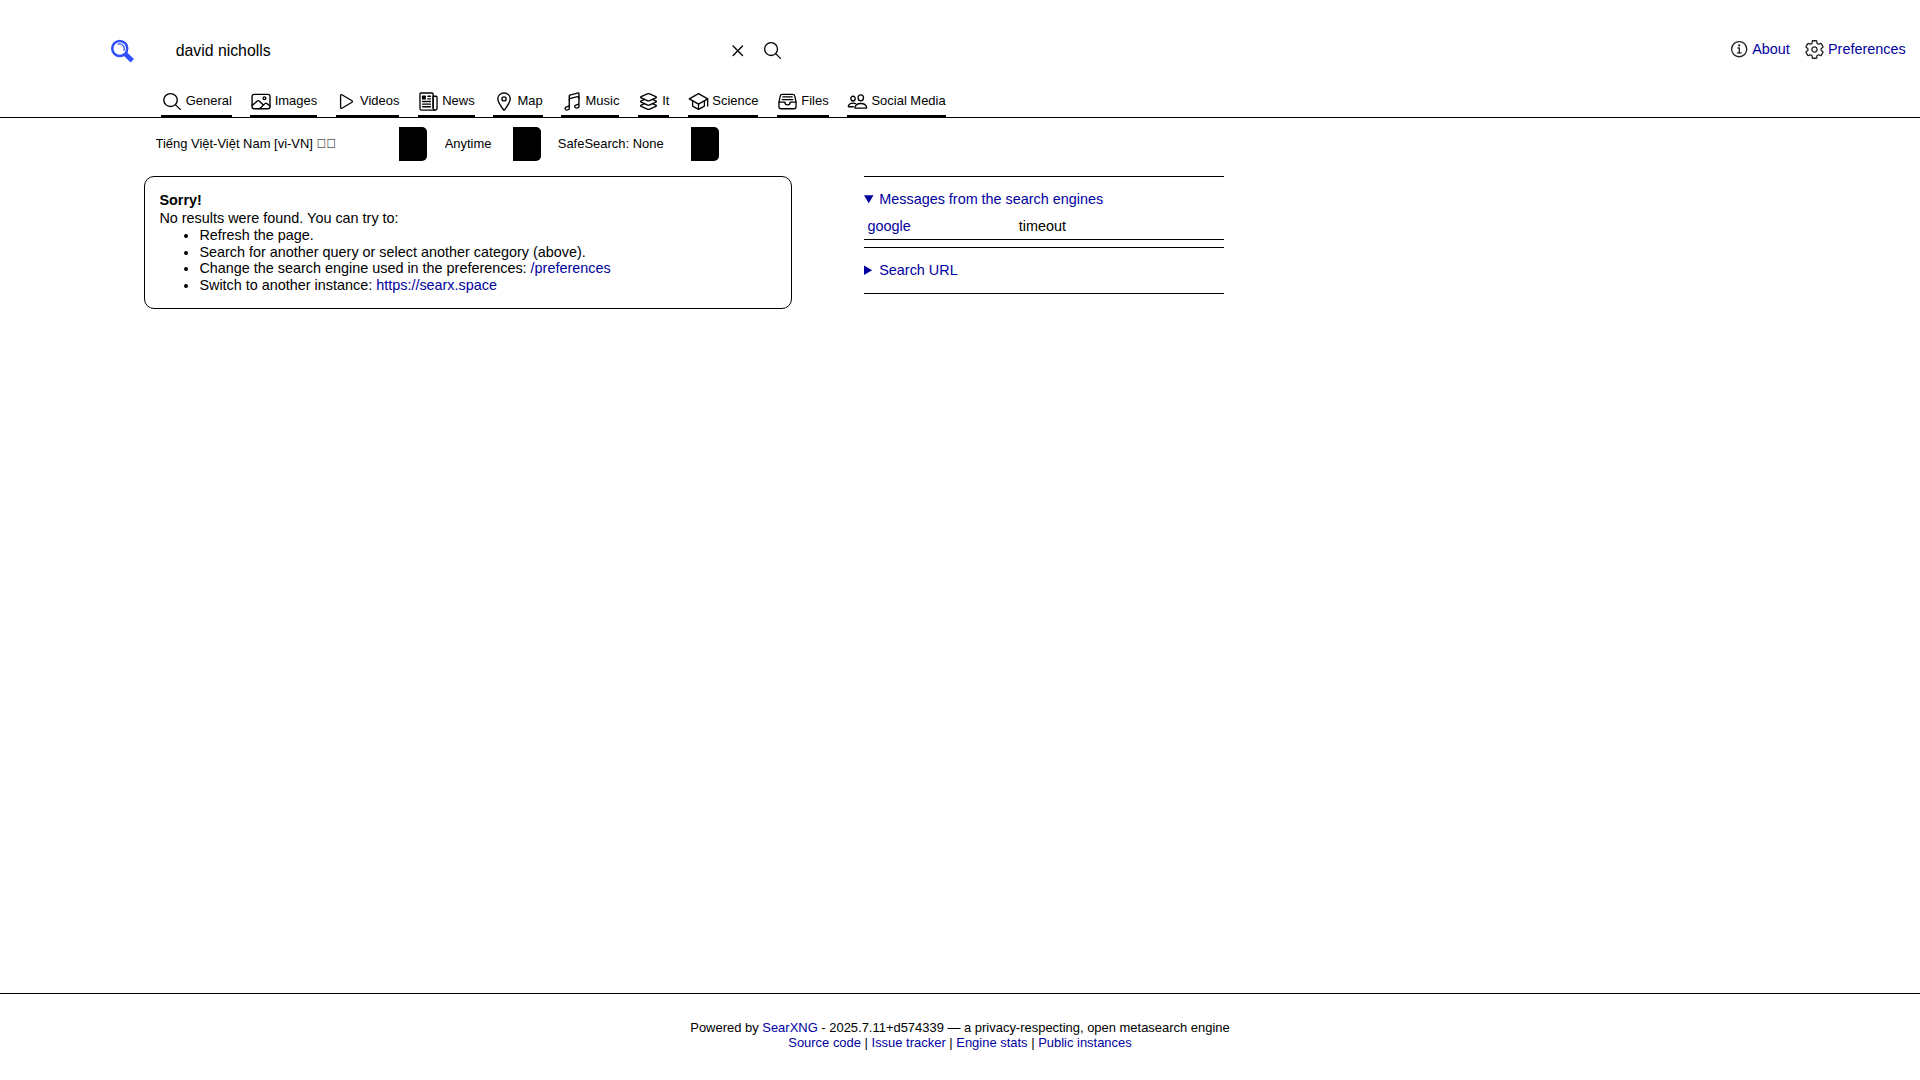 david nicholls
About
Preferences
General
Images
Videos
News
Map
Music
It
Science
Files
Social Media
Tiếng Việt-Việt Nam [vi-VN]
Anytime
SafeSearch: None
Sorry!
No results were found. You can try to:
Refresh the page.
Search for another query or select another category (above).
Change the search engine used in the preferences: /preferences
Switch to another instance: https://searx.space
Messages from the search engines
google timeout
Search URL
Powered by SearXNG - 2025.7.11+d574339 — a privacy-respecting, open metasearch engine
Source code | Issue tracker | Engine stats | Public instances